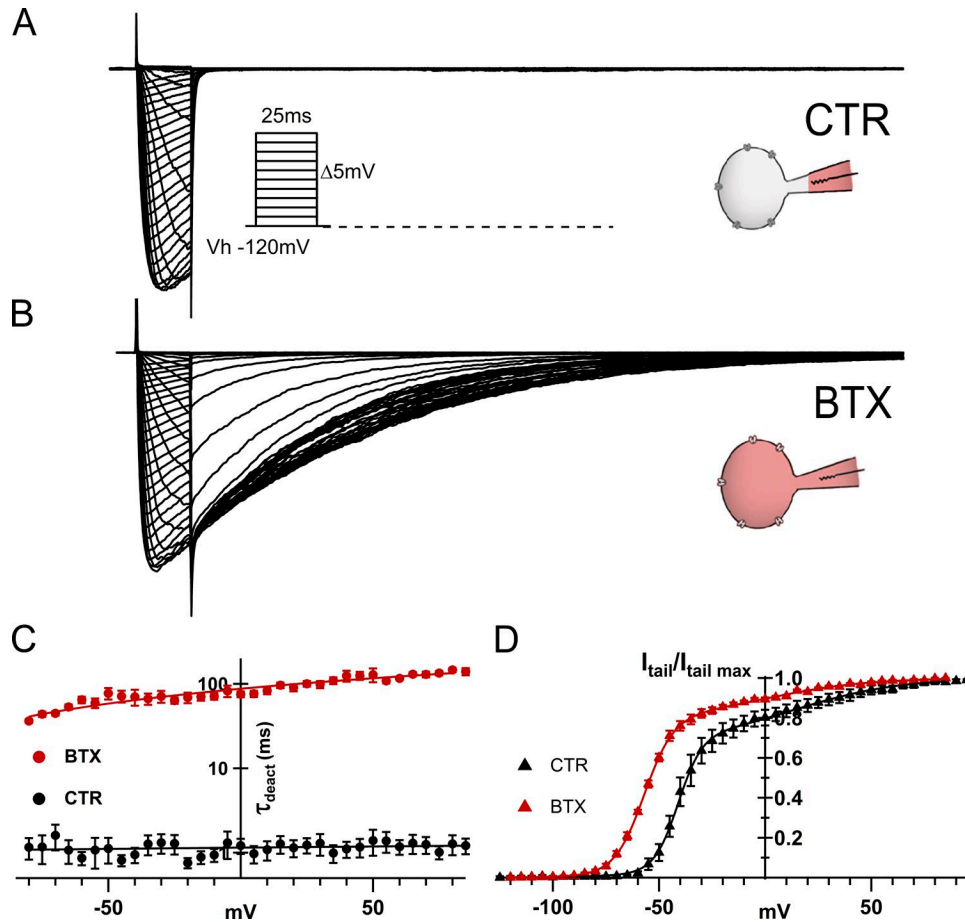 A
25ms
Δ5mV
Vh -120mV
CTR
B
BTX
C
D
100
10
τdeact (ms)
BTX
CTR
-50
mV
50
Itail/Itail max
1.0
0.8
0.6
0.4
0.2
CTR
BTX
-100
-50
mV
50